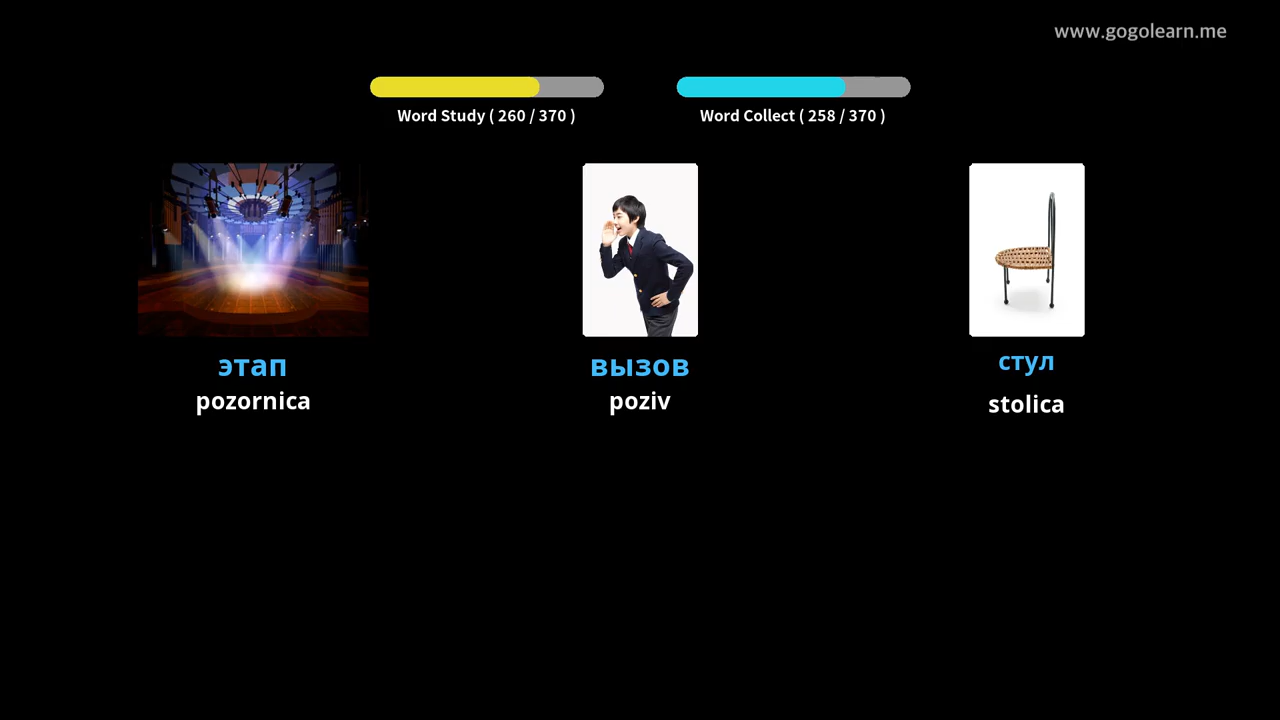 www.gogolearn.me
Word Study ( 260 / 370 )
Word Collect ( 258 / 370 )
этап
вызов
стул
pozornica
poziv
stolica